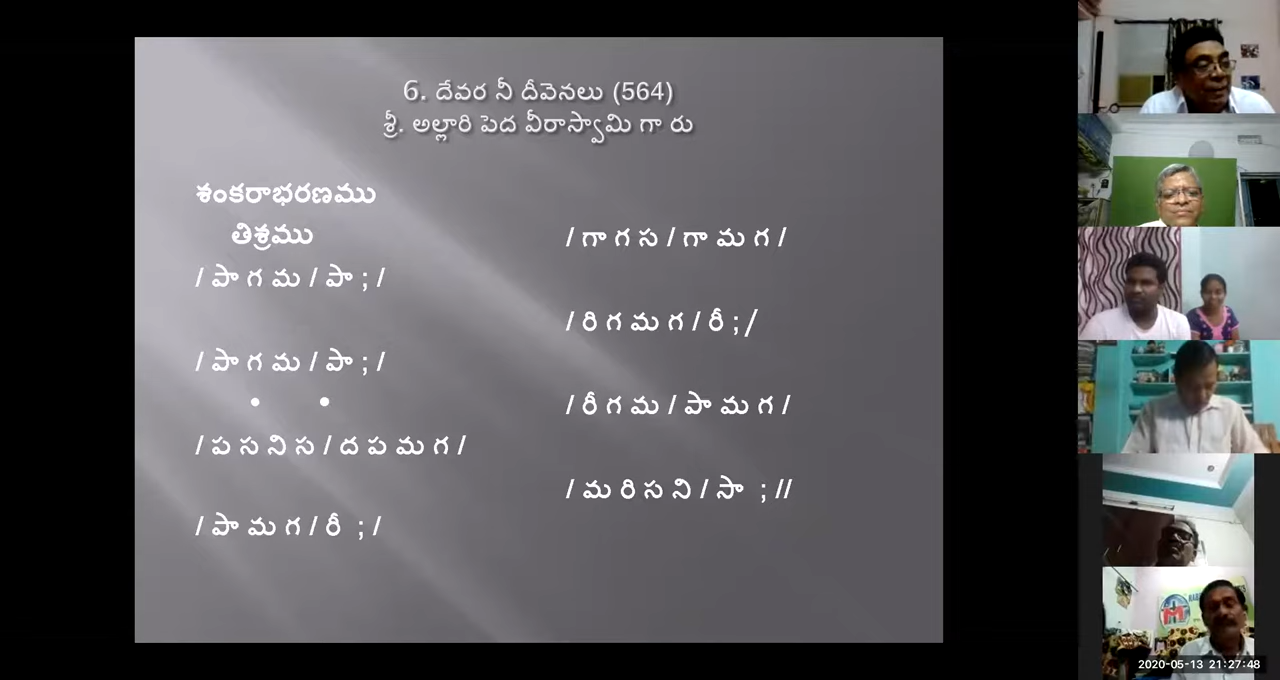 6. దేవర నీ దీవెనలు (564)
శ్రీ. అల్లారి పెద వీరాస్వామి గా రు
శంకరాభరణము
తిశ్రము
/ పా గ మ / పా ; /
/ పా గ మ / పా ; /
• •
/ ప స ని స / ద ప మ గ /
/ పా మ గ / రీ ; /
/ గా గ స / గా మ గ /
/ రి గ మ గ / రీ ; /
/ రీ గ మ / పా మ గ /
/ మ రి స ని / సా ; //
2020-05-13 21:27:48